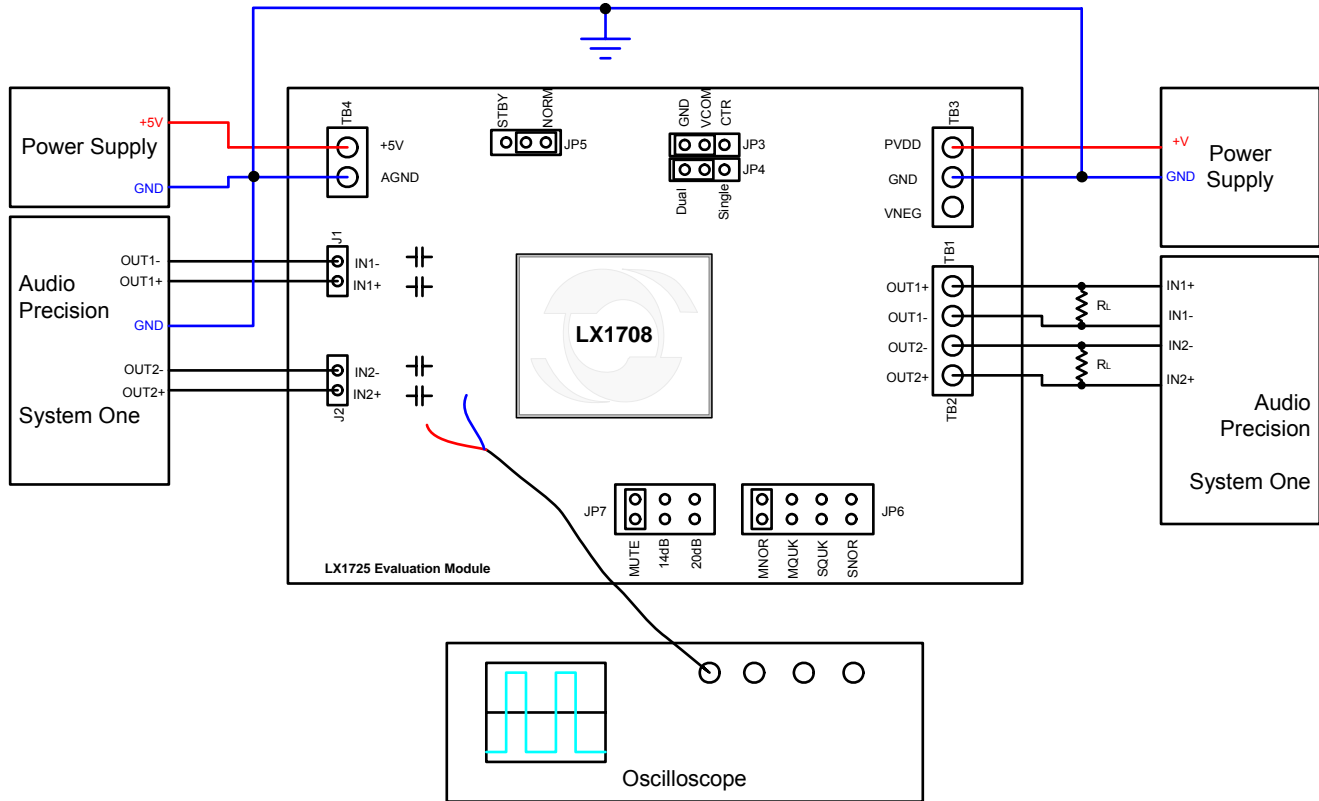 Power Supply
+5V
GND
TB4
+5V
AGND
STBY
NORM
JP5
GND
VCOM
CTR
JP3
JP4
Dual
Single
TB3
PVDD
GND
VNEG
+V
GND
Power
Supply
Audio
Precision
System One
OUT1-
OUT1+
GND
OUT2-
OUT2+
J1
IN1-
IN1+
IN2-
IN2+
J2
LX1708
TB1
OUT1+
OUT1-
OUT2-
OUT2+
TB2
RL
RL
IN1+
IN1-
IN2-
IN2+
Audio
Precision
System One
JP7
MUTE
14dB
20dB
JP6
MNOR
MQUK
SQUK
SNOR
LX1725 Evaluation Module
Oscilloscope